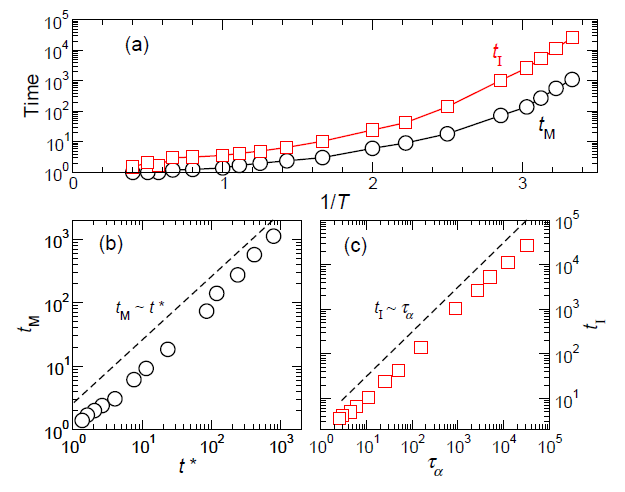 (a)
Time
10^5
10^4
10^3
10^2
10^1
10^0
t_I
t_M
0 1 2 3
1/T
(b)
t_M
10^3
10^2
10^1
10^0
t_M ~ t*
10^0 10^1 10^2 10^3
t*
(c)
t_I ~ τ_α
10^5
10^4
10^3
10^2
10^1
t_I
10^0 10^1 10^2 10^3 10^4 10^5
τ_α